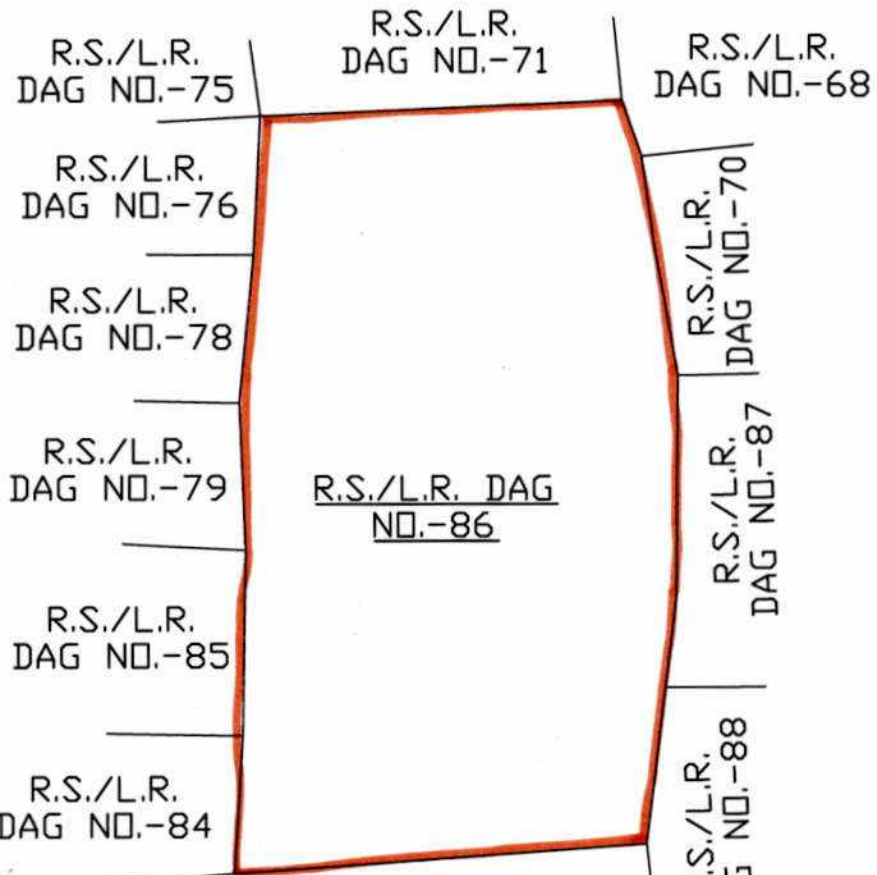 R.S./L.R.
DAG NO.-75
R.S./L.R.
DAG NO.-71
R.S./L.R.
DAG NO.-68
R.S./L.R.
DAG NO.-76
R.S./L.R.
DAG NO.-70
R.S./L.R.
DAG NO.-78
R.S./L.R.
DAG NO.-79
R.S./L.R. DAG
NO.-86
R.S./L.R.
DAG NO.-87
R.S./L.R.
DAG NO.-85
R.S./L.R.
DAG NO.-84
.S./L.R.
G NO.-88